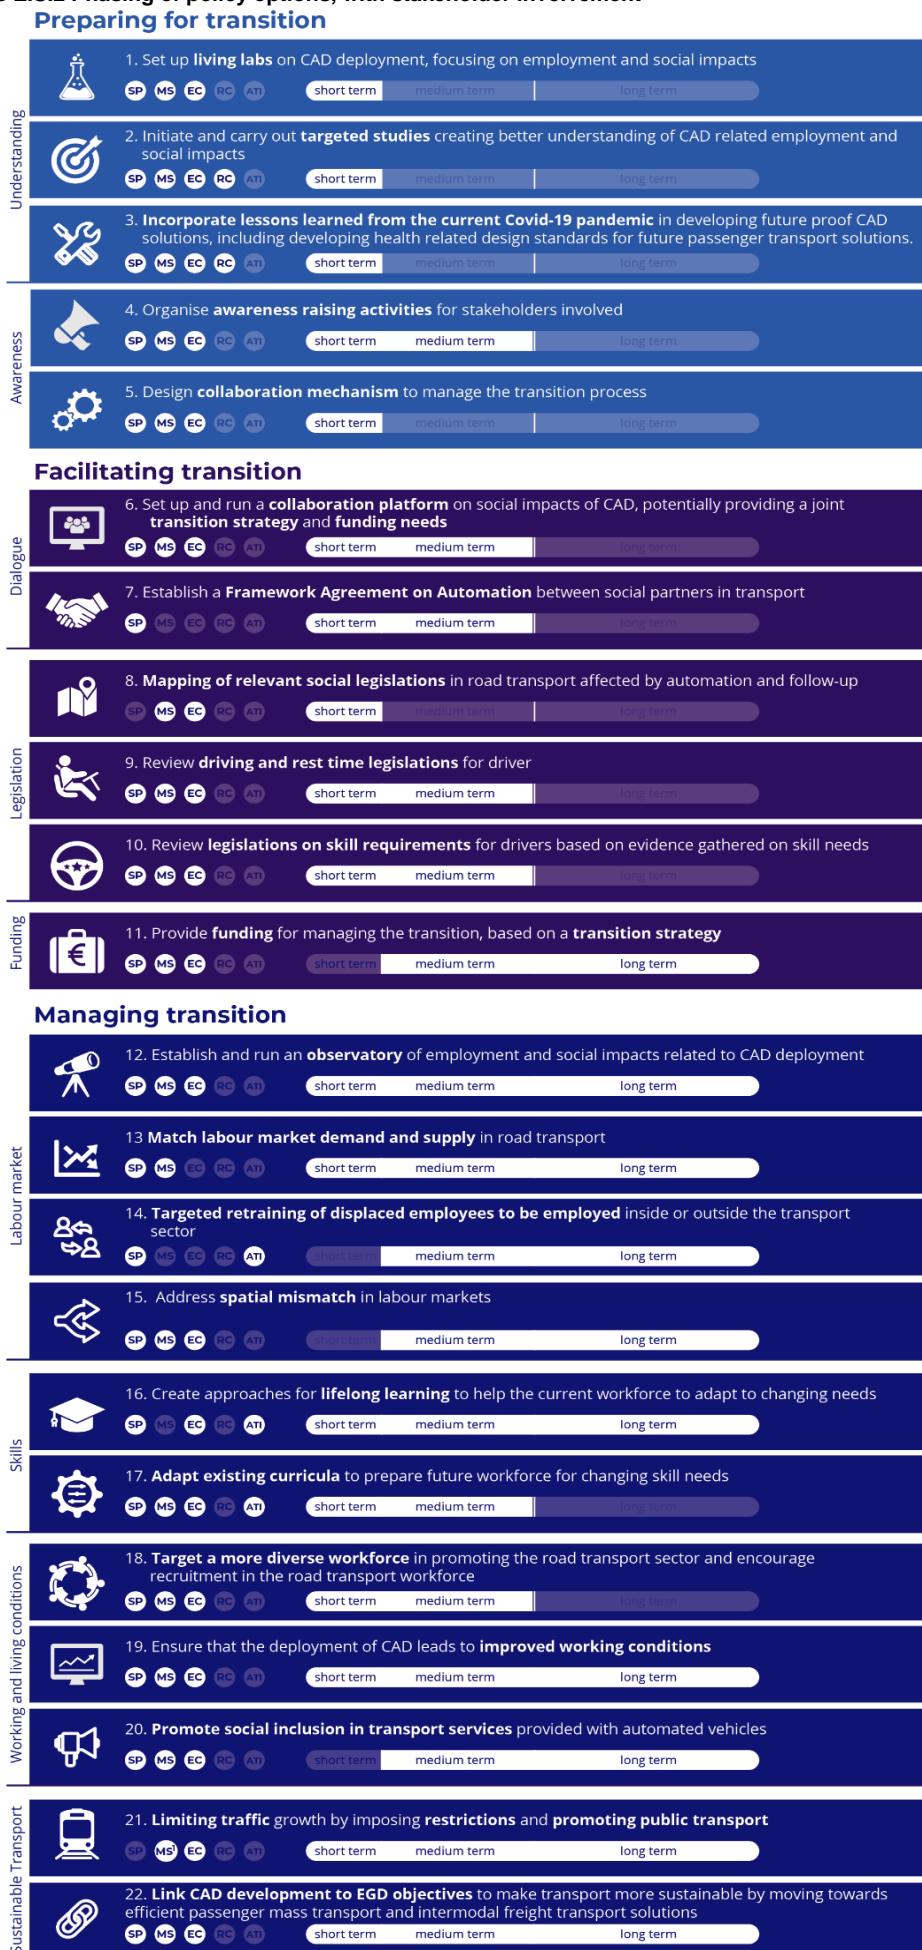 2.3.2 Phasing of policy options, with stakeholder involvement
Preparing for transition
Understanding
1. Set up living labs on CAD deployment, focusing on employment and social impacts
SP MS EC RC ATI short term medium term long term
2. Initiate and carry out targeted studies creating better understanding of CAD related employment and
social impacts
SP MS EC RC ATI short term medium term long term
3. Incorporate lessons learned from the current Covid-19 pandemic in developing future proof CAD
solutions, including developing health related design standards for future passenger transport solutions.
SP MS EC RC ATI short term medium term long term
Awareness
4. Organise awareness raising activities for stakeholders involved
SP MS EC RC ATI short term medium term long term
5. Design collaboration mechanism to manage the transition process
SP MS EC RC ATI short term medium term long term
Facilitating transition
Dialogue
6. Set up and run a collaboration platform on social impacts of CAD, potentially providing a joint
transition strategy and funding needs
SP MS EC RC ATI short term medium term long term
7. Establish a Framework Agreement on Automation between social partners in transport
SP MS EC RC ATI short term medium term long term
Legislation
8. Mapping of relevant social legislations in road transport affected by automation and follow-up
SP MS EC RC ATI short term medium term long term
9. Review driving and rest time legislations for driver
SP MS EC RC ATI short term medium term long term
10. Review legislations on skill requirements for drivers based on evidence gathered on skill needs
SP MS EC RC ATI short term medium term long term
Funding
11. Provide funding for managing the transition, based on a transition strategy
SP MS EC RC ATI short term medium term long term
Managing transition
Labour market
12. Establish and run an observatory of employment and social impacts related to CAD deployment
SP MS EC RC ATI short term medium term long term
13 Match labour market demand and supply in road transport
SP MS EC RC ATI short term medium term long term
14. Targeted retraining of displaced employees to be employed inside or outside the transport
sector
SP MS EC RC ATI short term medium term long term
15. Address spatial mismatch in labour markets
SP MS EC RC ATI short term medium term long term
Skills
16. Create approaches for lifelong learning to help the current workforce to adapt to changing needs
SP MS EC RC ATI short term medium term long term
17. Adapt existing curricula to prepare future workforce for changing skill needs
SP MS EC RC ATI short term medium term long term
Working and living conditions
18. Target a more diverse workforce in promoting the road transport sector and encourage
recruitment in the road transport workforce
SP MS EC RC ATI short term medium term long term
19. Ensure that the deployment of CAD leads to improved working conditions
SP MS EC RC ATI short term medium term long term
20. Promote social inclusion in transport services provided with automated vehicles
SP MS EC RC ATI short term medium term long term
Sustainable Transport
21. Limiting traffic growth by imposing restrictions and promoting public transport
SP MS¹ EC RC ATI short term medium term long term
22. Link CAD development to EGD objectives to make transport more sustainable by moving towards
efficient passenger mass transport and intermodal freight transport solutions
SP MS EC RC ATI short term medium term long term